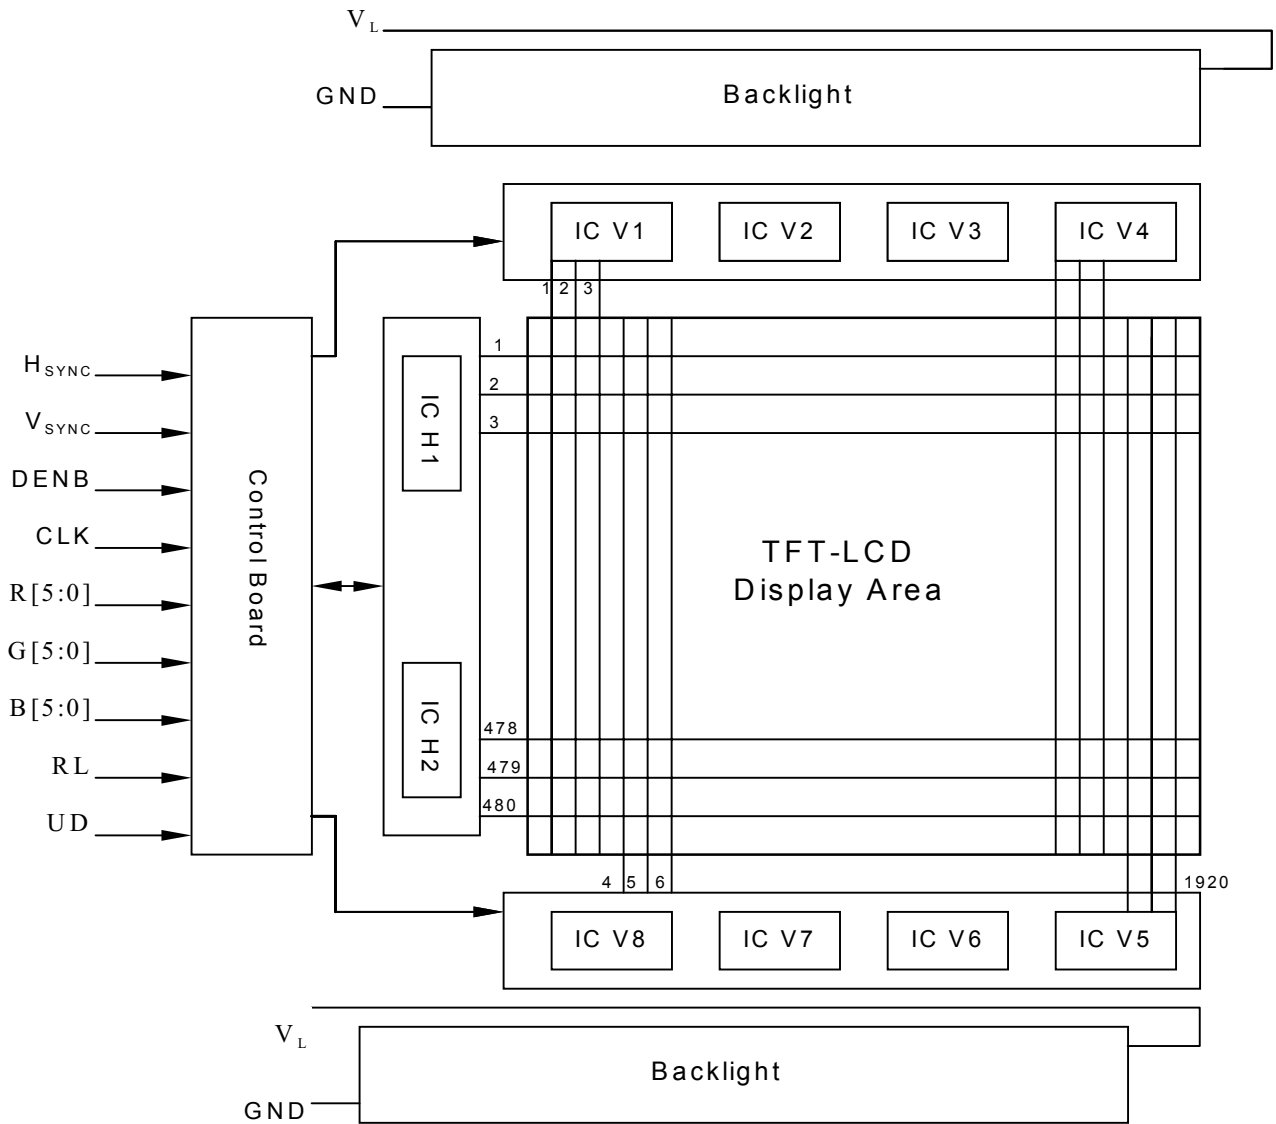 VL
GND
Backlight
IC V1
IC V2
IC V3
IC V4
1 2 3
HSYNC
VSYNC
DENB
CLK
R[5:0]
G[5:0]
B[5:0]
RL
UD
Control Board
IC H1
IC H2
1
2
3
478
479
480
TFT-LCD
Display Area
4 5 6
1920
IC V8
IC V7
IC V6
IC V5
VL
GND
Backlight